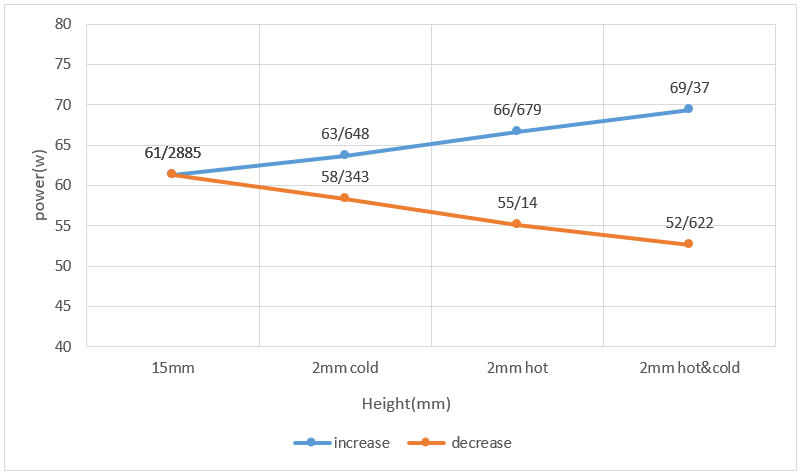 80
75
70
65
60
55
50
45
40
power(w)
69/37
66/679
63/648
61/2885
58/343
55/14
52/622
15mm
2mm cold
2mm hot
2mm hot&cold
Height(mm)
increase
decrease